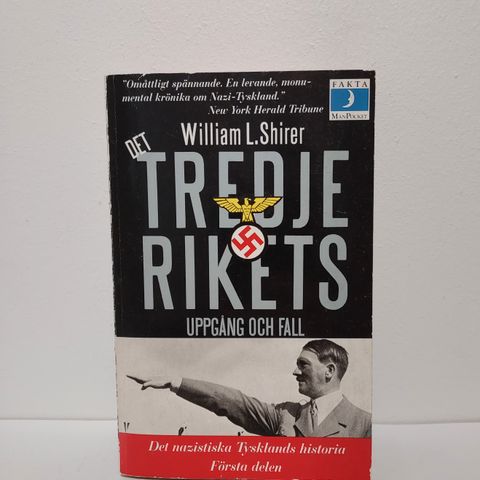 "Omåttligt spännande. En levande, monu-
mental krönika om Nazi-Tyskland."
New York Herald Tribune
FAKTA
MånPocket
William L. Shirer
DET
TREDJE
RIKETS
UPPGÅNG OCH FALL
Det nazistiska Tysklands historia
Första delen